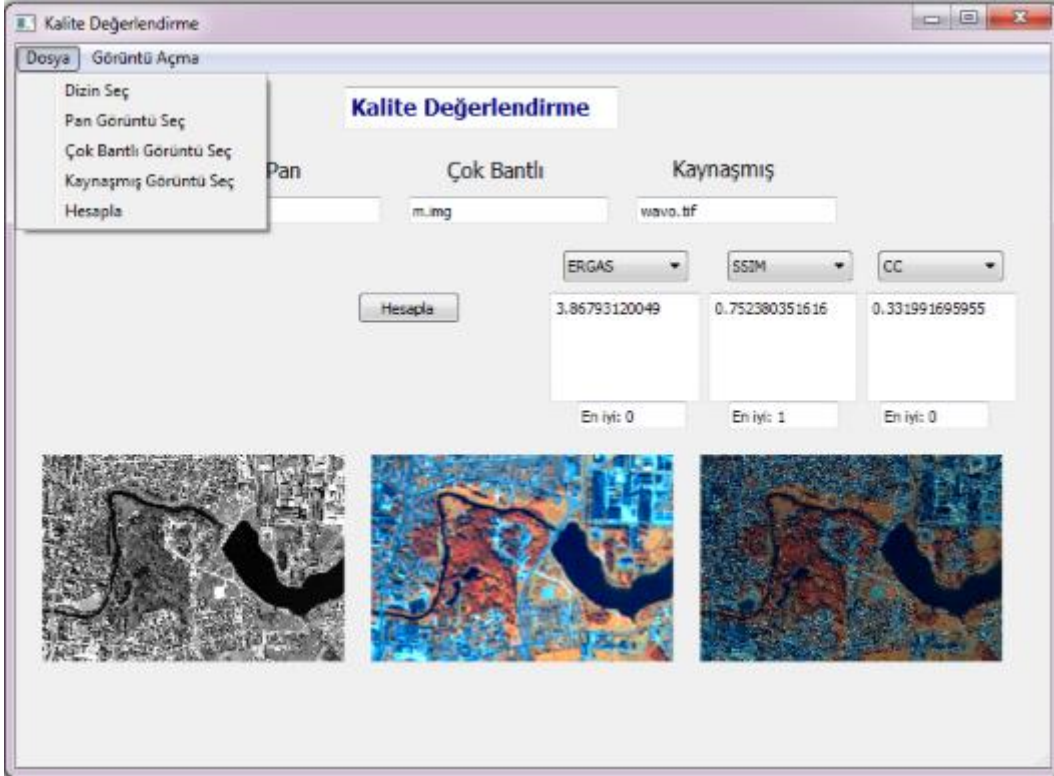 Kalite Değerlendirme
Dosya Görüntü Açma
Dizin Seç
Pan Görüntü Seç
Çok Bantlı Görüntü Seç
Kaynaşmış Görüntü Seç
Hesapla
Kalite Değerlendirme
Pan Çok Bantlı Kaynaşmış
m.img wavo.tif
ERGAS SSIM CC
Hesapla 3.86793120049 0.752380351616 0.331991695955
En iyi: 0 En iyi: 1 En iyi: 0